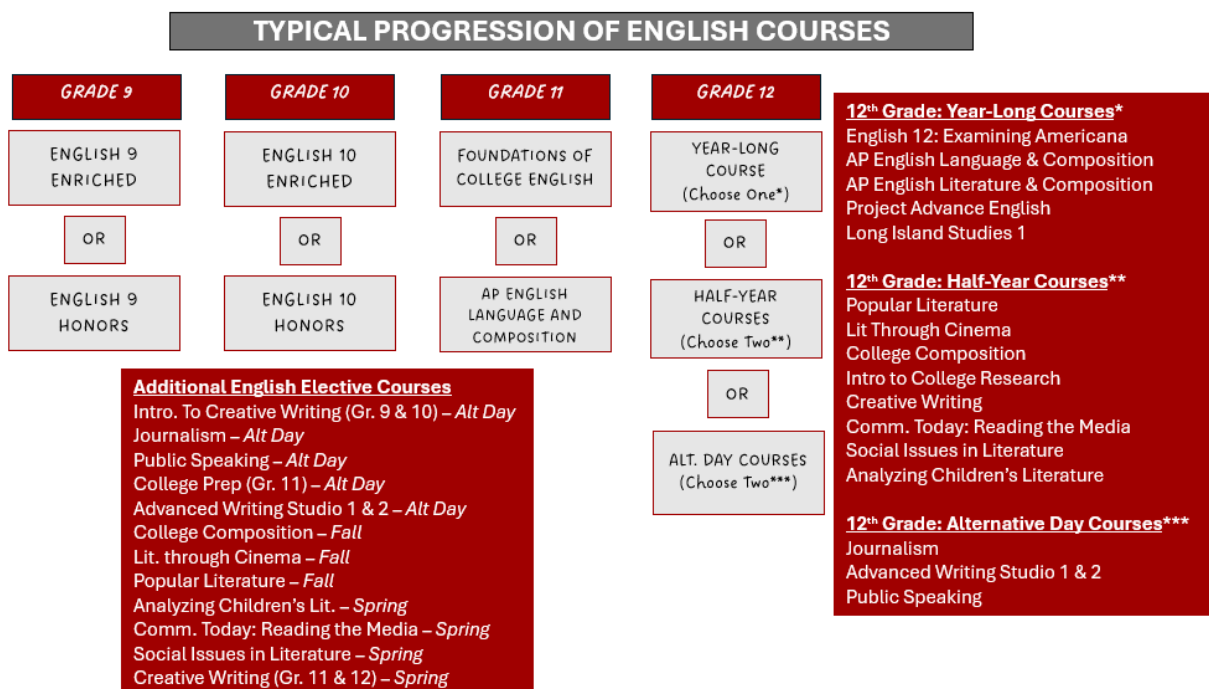 TYPICAL PROGRESSION OF ENGLISH COURSES
GRADE 9
ENGLISH 9
ENRICHED
OR
ENGLISH 9
HONORS
GRADE 10
ENGLISH 10
ENRICHED
OR
ENGLISH 10
HONORS
GRADE 11
FOUNDATIONS OF
COLLEGE ENGLISH
OR
AP ENGLISH
LANGUAGE AND
COMPOSITION
GRADE 12
YEAR-LONG
COURSE
(Choose One*)
OR
HALF-YEAR
COURSES
(Choose Two**)
OR
ALT. DAY COURSES
(Choose Two***)
12th Grade: Year-Long Courses*
English 12: Examining Americana
AP English Language & Composition
AP English Literature & Composition
Project Advance English
Long Island Studies 1
12th Grade: Half-Year Courses**
Popular Literature
Lit Through Cinema
College Composition
Intro to College Research
Creative Writing
Comm. Today: Reading the Media
Social Issues in Literature
Analyzing Children's Literature
12th Grade: Alternative Day Courses***
Journalism
Advanced Writing Studio 1 & 2
Public Speaking
Additional English Elective Courses
Intro. To Creative Writing (Gr. 9 & 10) – Alt Day
Journalism – Alt Day
Public Speaking – Alt Day
College Prep (Gr. 11) – Alt Day
Advanced Writing Studio 1 & 2 – Alt Day
College Composition – Fall
Lit. through Cinema – Fall
Popular Literature – Fall
Analyzing Children's Lit. – Spring
Comm. Today: Reading the Media – Spring
Social Issues in Literature – Spring
Creative Writing (Gr. 11 & 12) – Spring